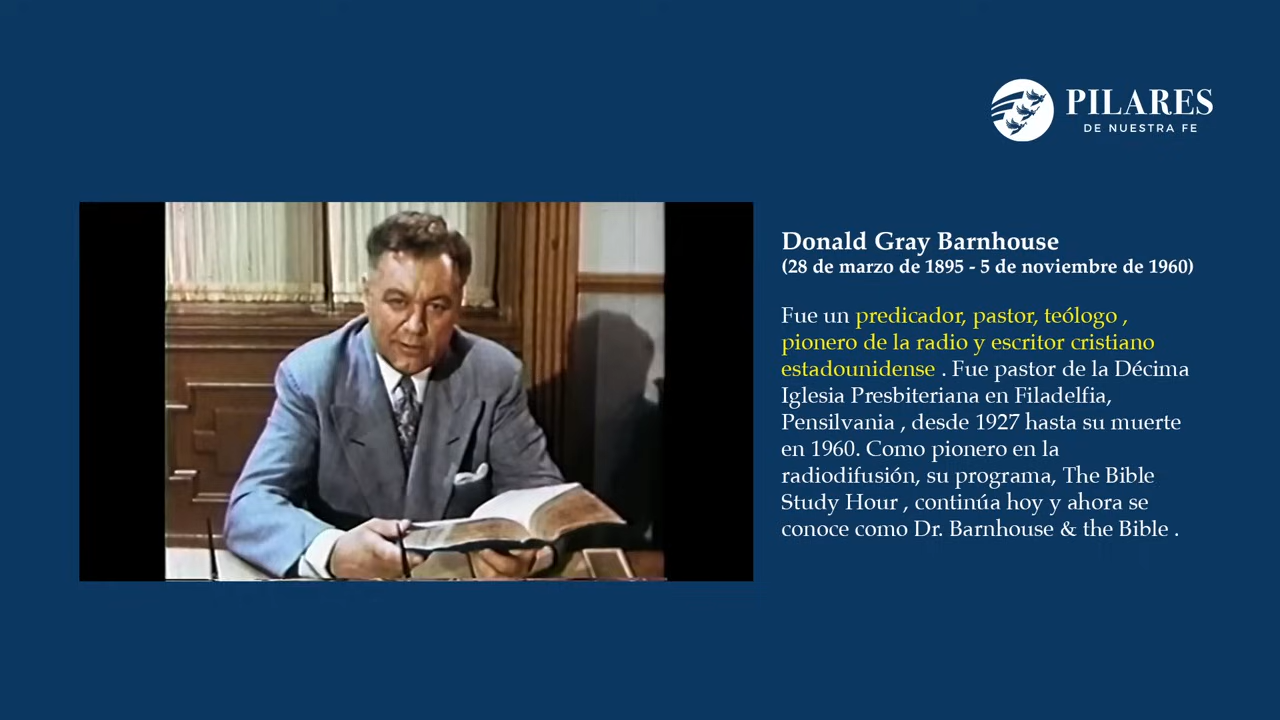 PILARES
DE NUESTRA FE
Donald Gray Barnhouse
(28 de marzo de 1895 - 5 de noviembre de 1960)
Fue un predicador, pastor, teólogo ,
pionero de la radio y escritor cristiano
estadounidense . Fue pastor de la Décima
Iglesia Presbiteriana en Filadelfia,
Pensilvania , desde 1927 hasta su muerte
en 1960. Como pionero en la
radiodifusión, su programa, The Bible
Study Hour , continúa hoy y ahora se
conoce como Dr. Barnhouse & the Bible .